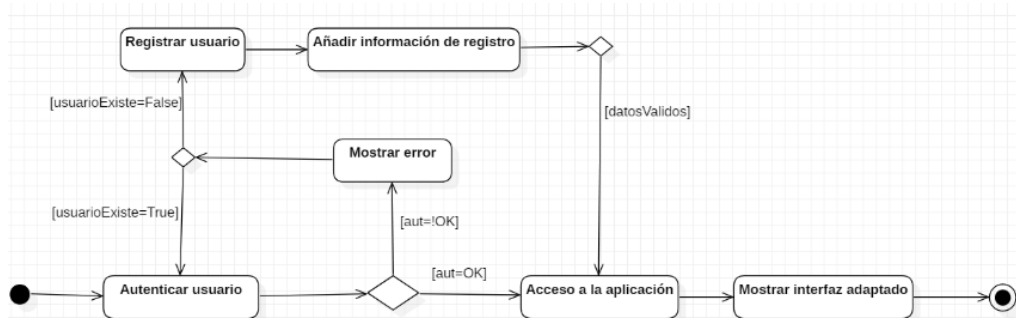 Registrar usuario
Añadir información de registro
[usuarioExiste=False]
[datosValidos]
Mostrar error
[usuarioExiste=True]
[aut=!OK]
[aut=OK]
Autenticar usuario
Acceso a la aplicación
Mostrar interfaz adaptado